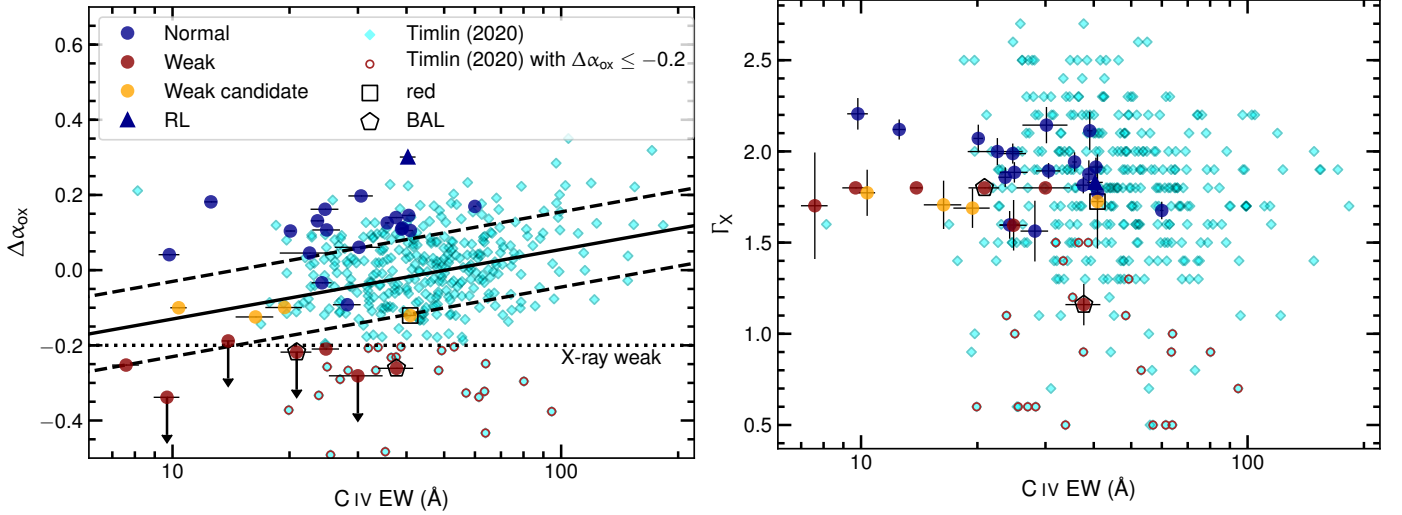 Normal
Weak
Weak candidate
RL
Timlin (2020)
Timlin (2020) with Δα_ox ≤ −0.2
red
BAL
X-ray weak
0.6
0.4
0.2
0.0
−0.2
−0.4
Δα_ox
10
100
C IV EW (Å)
2.5
2.0
1.5
1.0
0.5
Γ_X
10
100
C IV EW (Å)